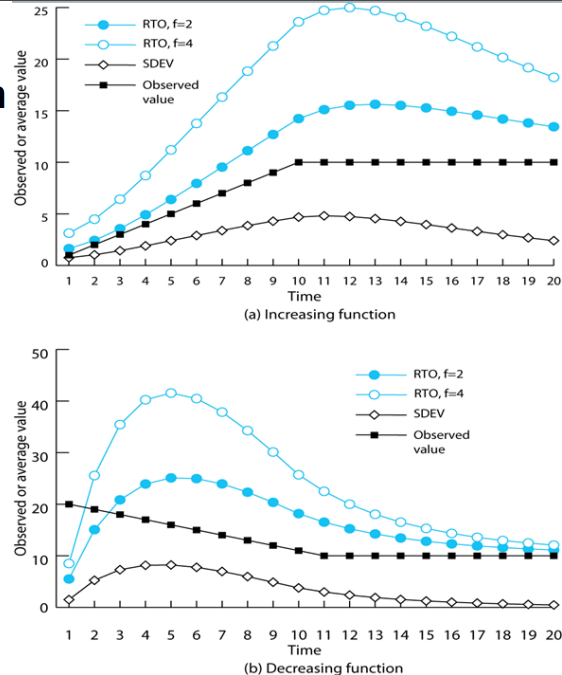 n
25
20
15
10
5
0
Observed or average value
RTO, f=2
RTO, f=4
SDEV
Observed
value
1 2 3 4 5 6 7 8 9 10 11 12 13 14 15 16 17 18 19 20
Time
(a) Increasing function
50
40
30
20
10
0
Observed or average value
RTO, f=2
RTO, f=4
SDEV
Observed
value
1 2 3 4 5 6 7 8 9 10 11 12 13 14 15 16 17 18 19 20
Time
(b) Decreasing function